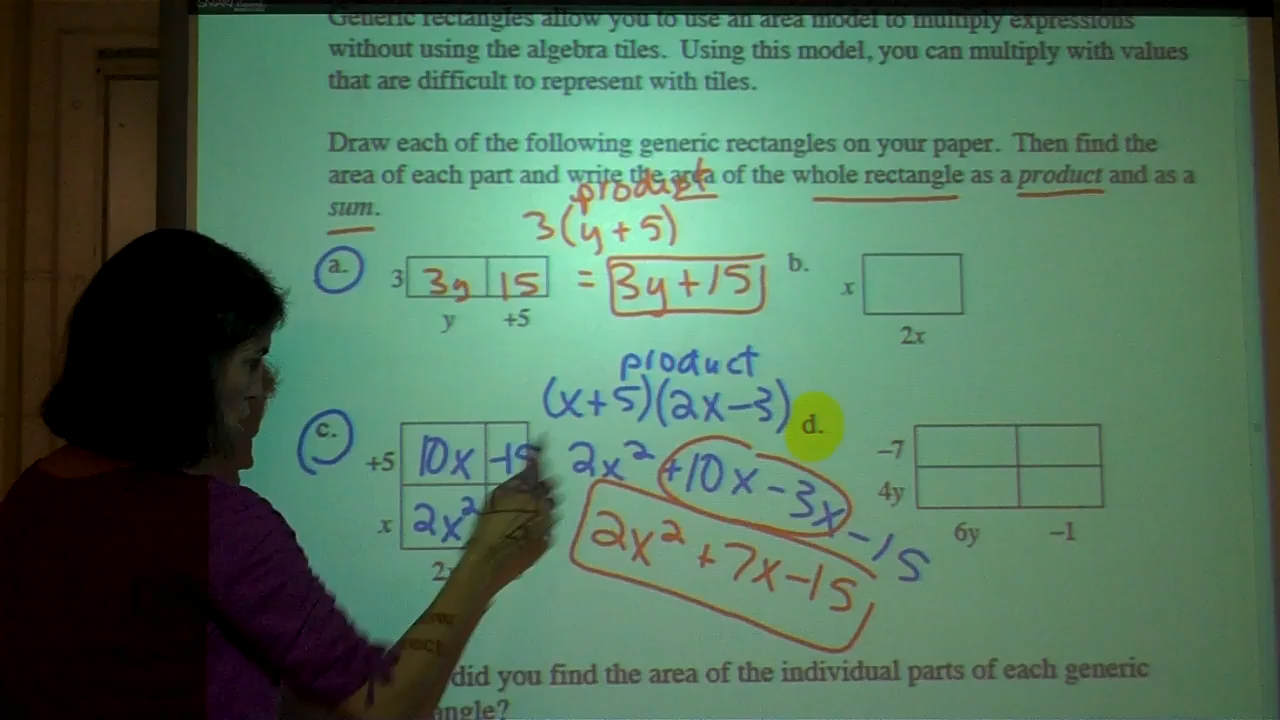 Generic rectangles allow you to use an area model to multiply expressions
without using the algebra tiles. Using this model, you can multiply with values
that are difficult to represent with tiles.
Draw each of the following generic rectangles on your paper. Then find the
area of each part and write the area of the whole rectangle as a product and as a
sum.
product
3(y+5)
a. 3 3y 15 = 3y+15
y +5
b.
x
2x
product
(x+5)(2x-3)
c. +5 10x
x 2x²
2x²+10x-3x-15
2x²+7x-15
d.
-7
4y
6y -1
did you find the area of the individual parts of each generic